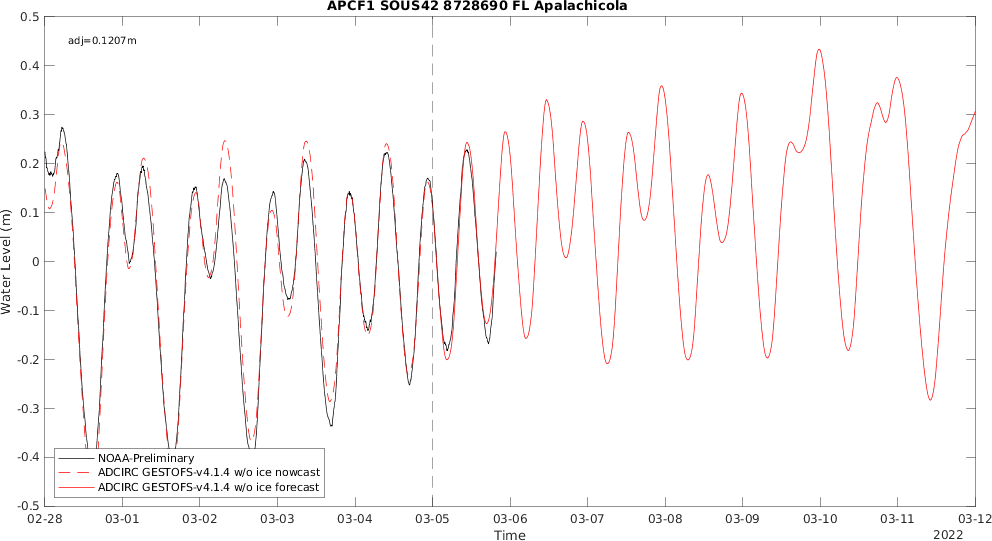 APCF1 SOUS42 8728690 FL Apalachicola
adj=0.1207m
0.5
0.4
0.3
0.2
0.1
0
-0.1
-0.2
-0.3
-0.4
-0.5
Water Level (m)
NOAA-Preliminary
ADCIRC GESTOFS-v4.1.4 w/o ice nowcast
ADCIRC GESTOFS-v4.1.4 w/o ice forecast
02-28 03-01 03-02 03-03 03-04 03-05 03-06 03-07 03-08 03-09 03-10 03-11 03-12
Time
2022